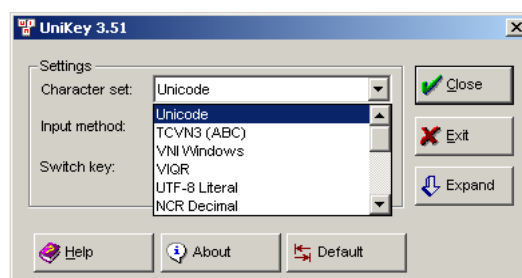 UniKey 3.51
Settings
Character set: Unicode
Unicode
TCVN3 (ABC)
VNI Windows
VIQR
UTF-8 Literal
NCR Decimal
Input method:
Switch key:
Close
Exit
Expand
Help
About
Default